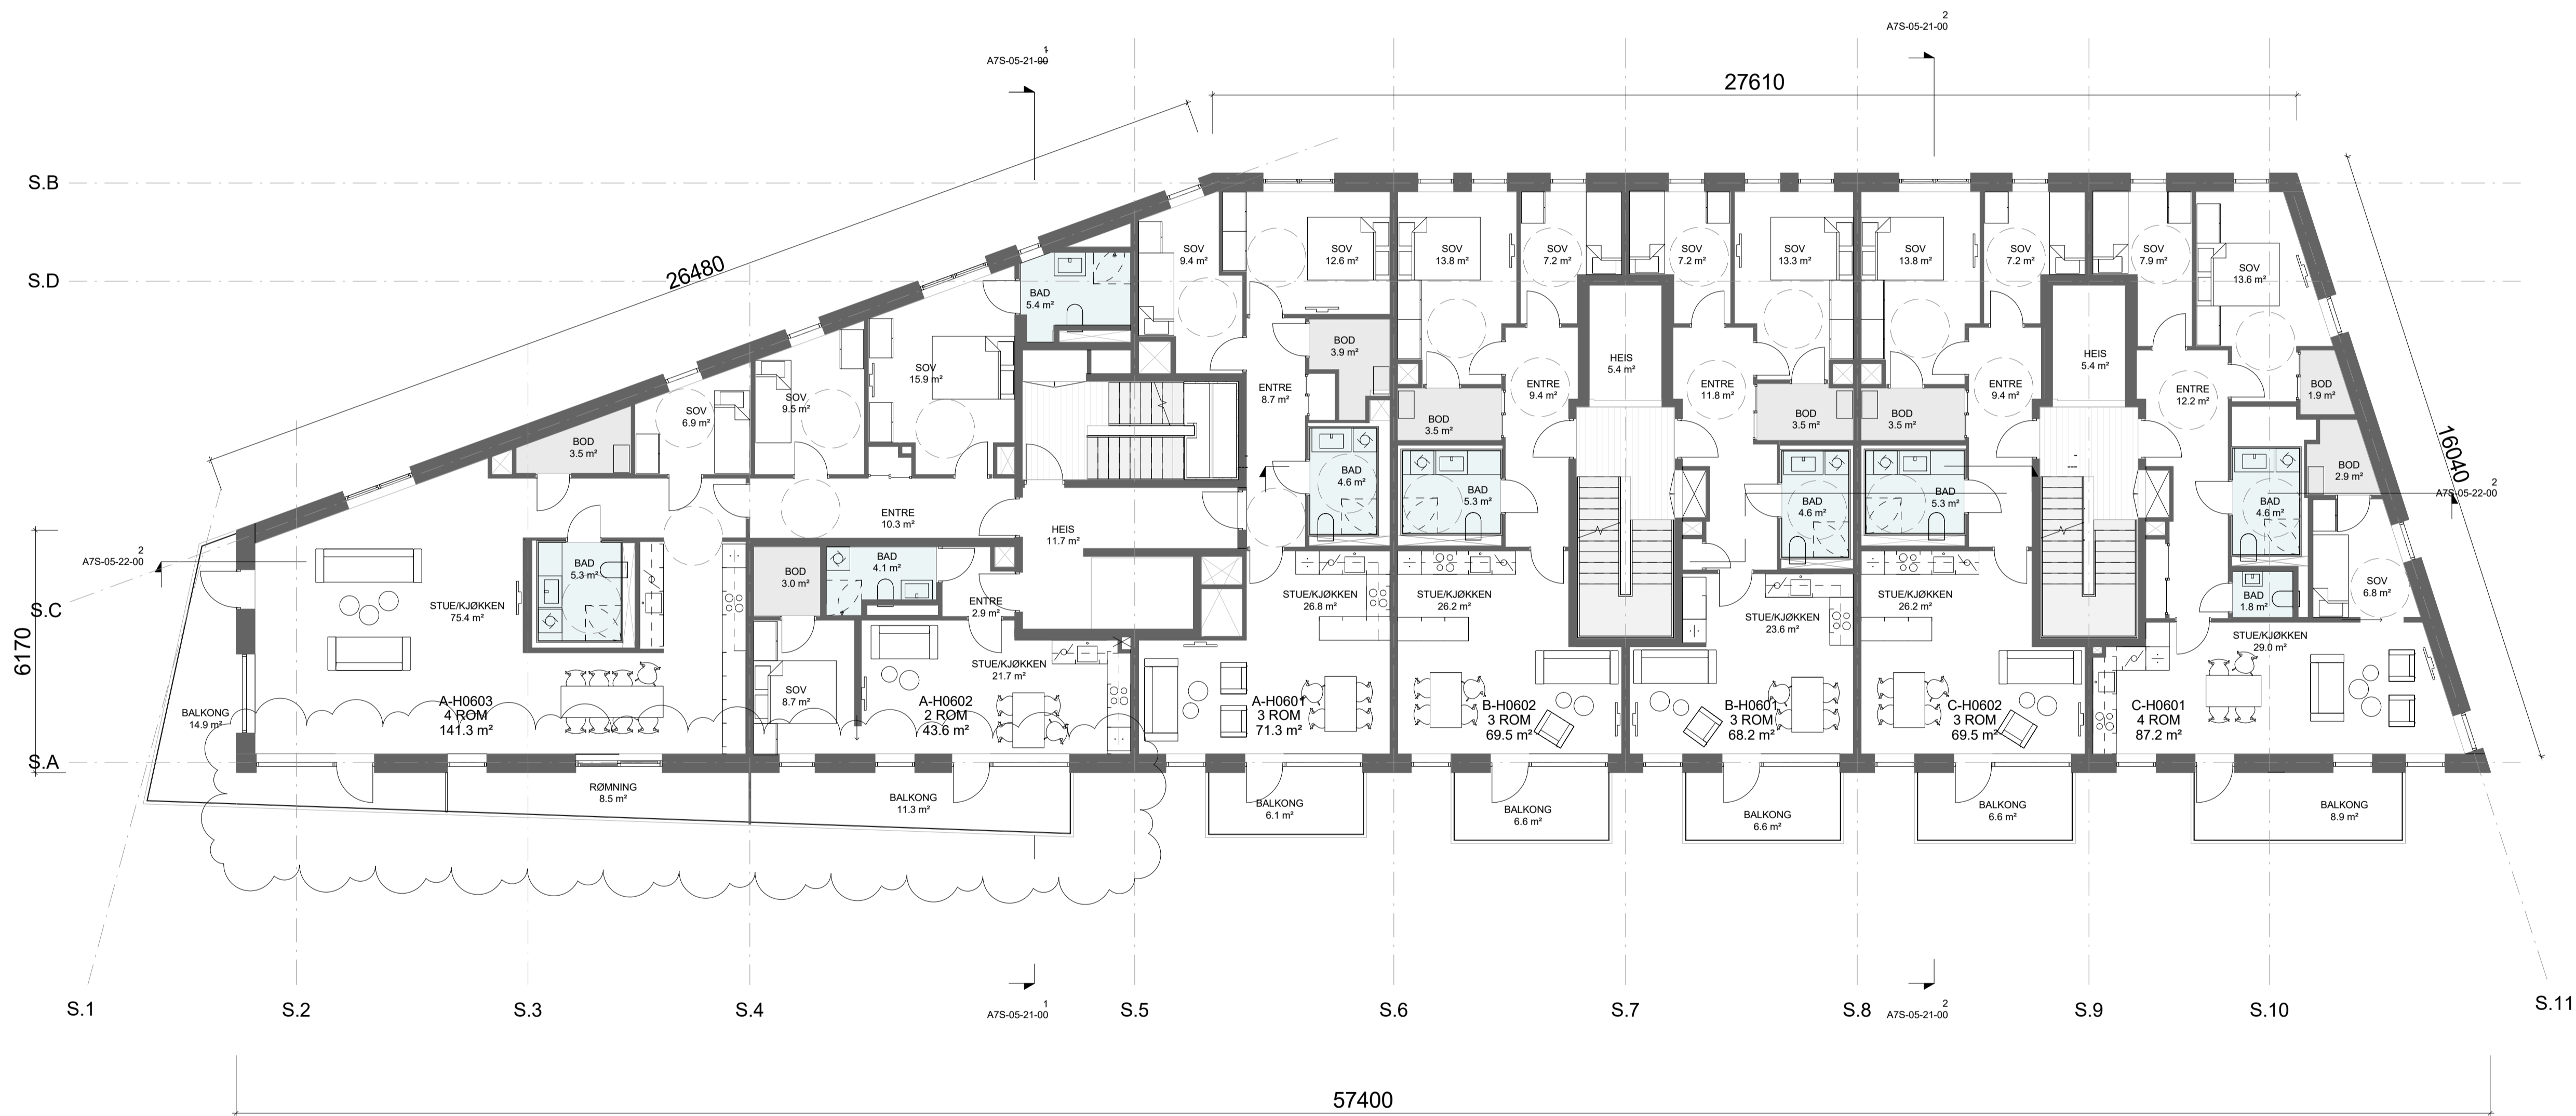 2
A7S-05-21-00
1
A7S-05-21-00
27610
S.B
S.D
26480
16040
SOV
9.4 m²
SOV
12.6 m²
SOV
13.8 m²
SOV
7.2 m²
SOV
7.2 m²
SOV
13.3 m²
SOV
13.8 m²
SOV
7.2 m²
SOV
7.9 m²
SOV
13.6 m²
BAD
5.4 m²
BOD
3.9 m²
HEIS
5.4 m²
HEIS
5.4 m²
SOV
15.9 m²
SOV
9.5 m²
SOV
6.9 m²
BOD
3.5 m²
ENTRE
8.7 m²
ENTRE
9.4 m²
ENTRE
11.8 m²
ENTRE
9.4 m²
ENTRE
12.2 m²
BOD
1.9 m²
BOD
3.5 m²
BOD
3.5 m²
BOD
3.5 m²
BAD
4.6 m²
BAD
5.3 m²
BAD
4.6 m²
BAD
5.3 m²
BAD
4.6 m²
BOD
2.9 m²
2
A7S-05-22-00
ENTRE
10.3 m²
HEIS
11.7 m²
2
A7S-05-22-00
BAD
5.3 m²
BOD
3.0 m²
BAD
4.1 m²
ENTRE
2.9 m²
S.C
STUE/KJØKKEN
75.4 m²
STUE/KJØKKEN
26.8 m²
STUE/KJØKKEN
26.2 m²
STUE/KJØKKEN
23.6 m²
STUE/KJØKKEN
26.2 m²
BAD
1.8 m²
SOV
6.8 m²
STUE/KJØKKEN
29.0 m²
6170
SOV
8.7 m²
STUE/KJØKKEN
21.7 m²
BALKONG
14.9 m²
A-H0603
4 ROM
141.3 m²
A-H0602
2 ROM
43.6 m²
A-H0601
3 ROM
71.3 m²
B-H0602
3 ROM
69.5 m²
B-H0601
3 ROM
68.2 m²
C-H0602
3 ROM
69.5 m²
C-H0601
4 ROM
87.2 m²
S.A
RØMNING
8.5 m²
BALKONG
11.3 m²
BALKONG
6.1 m²
BALKONG
6.6 m²
BALKONG
6.6 m²
BALKONG
6.6 m²
BALKONG
8.9 m²
S.1
S.2
S.3
S.4
1
A7S-05-21-00
S.5
S.6
S.7
S.8
2
A7S-05-21-00
S.9
S.10
S.11
57400